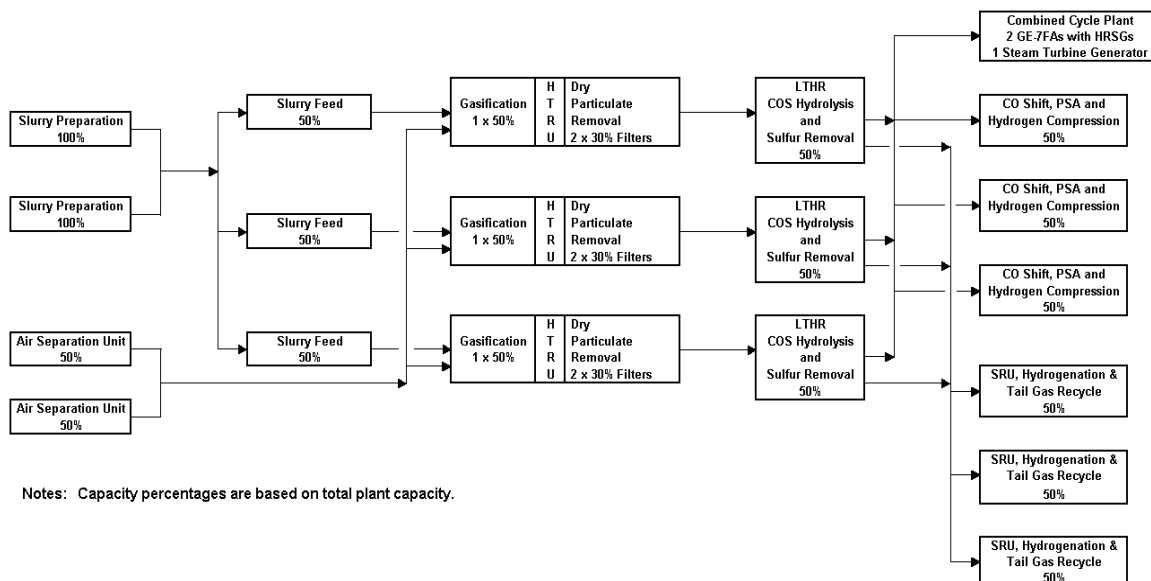 Combined Cycle Plant
2 GE-7FAs with HRSGs
1 Steam Turbine Generator
Slurry Preparation
100%
Slurry Preparation
100%
Air Separation Unit
50%
Air Separation Unit
50%
Slurry Feed
50%
Slurry Feed
50%
Slurry Feed
50%
Gasification
1 x 50%
H
T
R
U
Dry
Particulate
Removal
2 x 30% Filters
Gasification
1 x 50%
H
T
R
U
Dry
Particulate
Removal
2 x 30% Filters
Gasification
1 x 50%
H
T
R
U
Dry
Particulate
Removal
2 x 30% Filters
LTHR
COS Hydolysis
and
Sulfur Removal
50%
LTHR
COS Hydolysis
and
Sulfur Removal
50%
LTHR
COS Hydolysis
and
Sulfur Removal
50%
CO Shift, PSA and
Hydrogen Compression
50%
CO Shift, PSA and
Hydrogen Compression
50%
CO Shift, PSA and
Hydrogen Compression
50%
SRU, Hydrogenation &
Tail Gas Recycle
50%
SRU, Hydrogenation &
Tail Gas Recycle
50%
SRU, Hydrogenation &
Tail Gas Recycle
50%
Notes: Capacity percentages are based on total plant capacity.